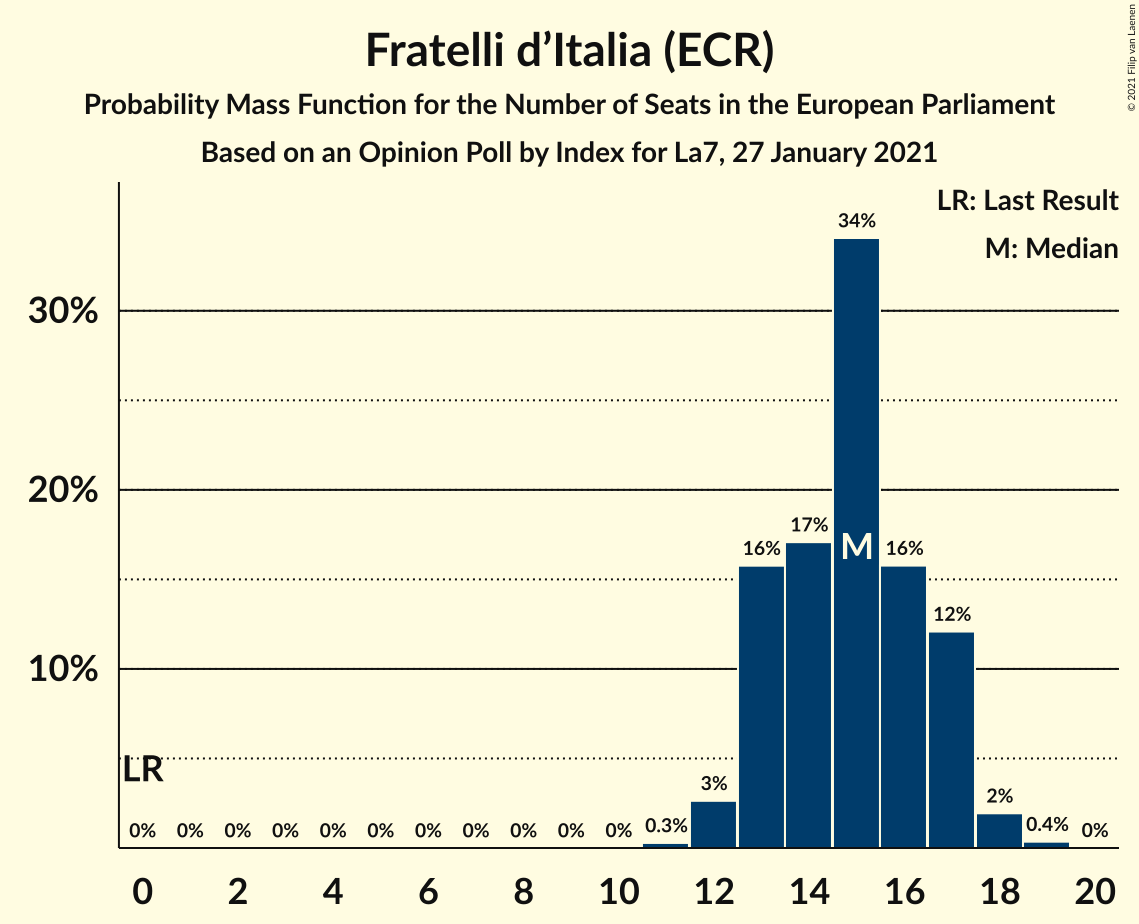 Fratelli d’Italia (ECR)
Probability Mass Function for the Number of Seats in the European Parliament
Based on an Opinion Poll by Index for La7, 27 January 2021
© 2021 Filip van Laenen
LR: Last Result
M: Median
34%
30%
20%
17%
16%
M
16%
12%
10%
LR
3%
2%
0% 0% 0% 0% 0% 0% 0% 0% 0% 0% 0% 0.3% 0.4% 0%
0 2 4 6 8 10 12 14 16 18 20